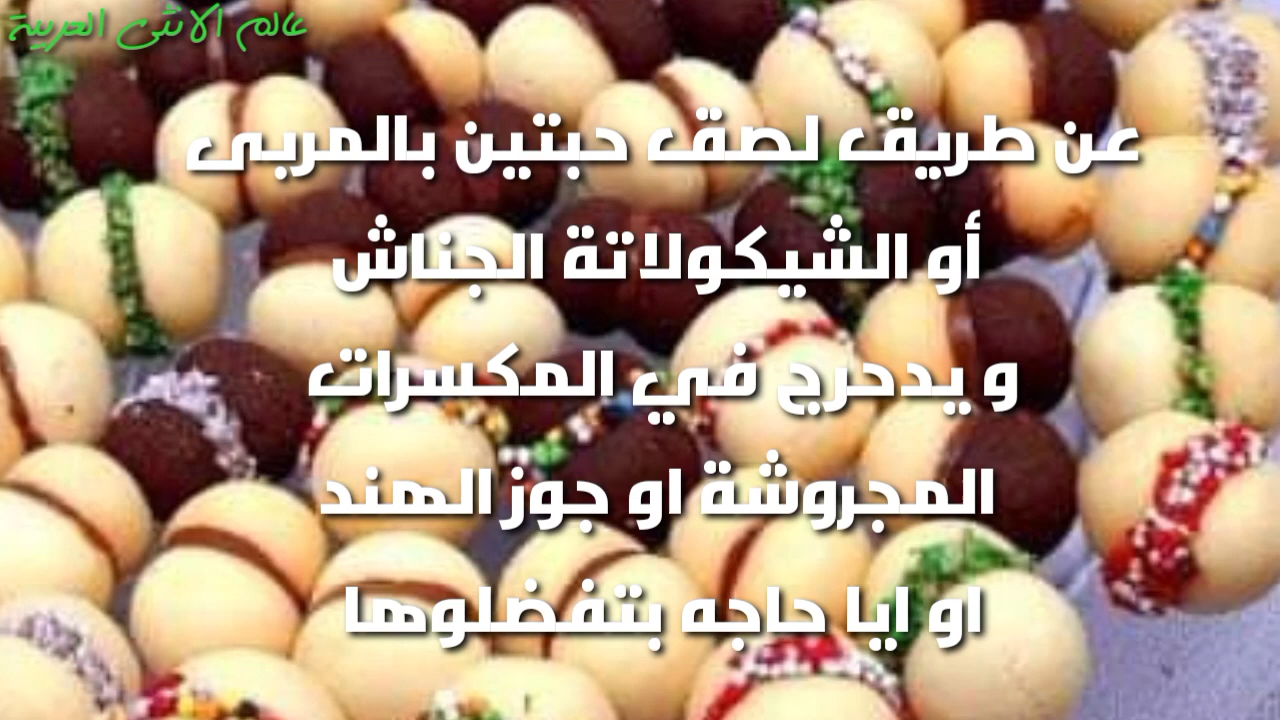 عالم الانثى العربية
عن طريق لصق حبتين بالمربى
أو الشيكولاتة الجناش
و يدحرج في المكسرات
المجروشة او جوز الهند
او ايا حاجه بتفضلوها